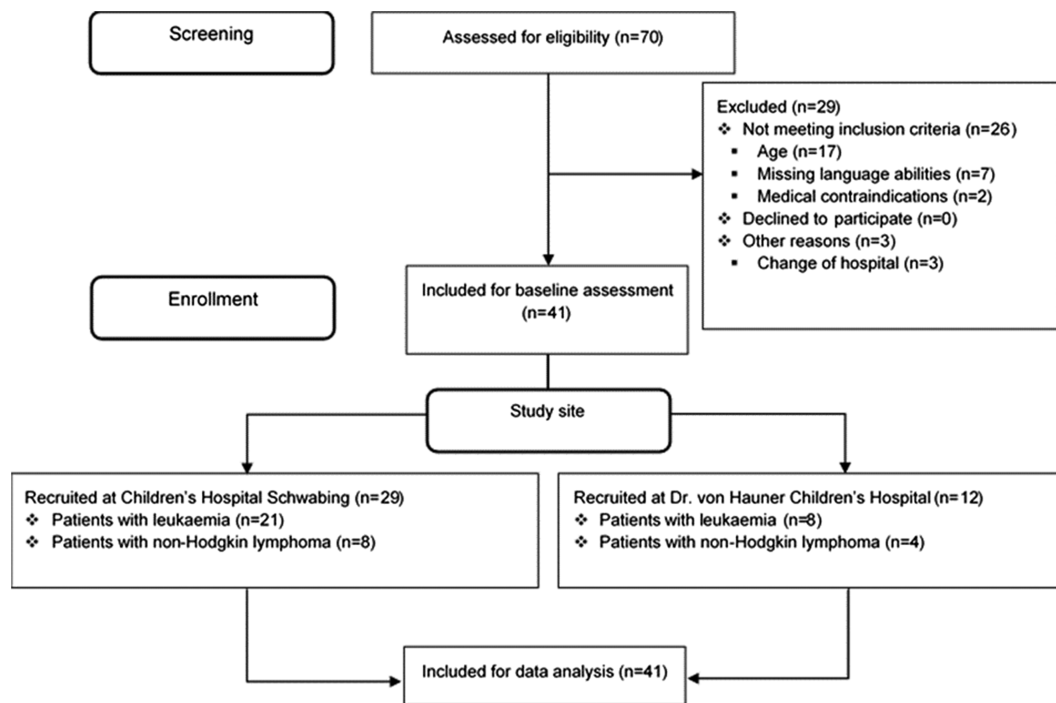 Screening
Assessed for eligibility (n=70)
Excluded (n=29)
❖ Not meeting inclusion criteria (n=26)
▪ Age (n=17)
▪ Missing language abilities (n=7)
▪ Medical contraindications (n=2)
❖ Declined to participate (n=0)
❖ Other reasons (n=3)
▪ Change of hospital (n=3)
Enrollment
Included for baseline assessment
(n=41)
Study site
Recruited at Children's Hospital Schwabing (n=29)
❖ Patients with leukaemia (n=21)
❖ Patients with non-Hodgkin lymphoma (n=8)
Recruited at Dr. von Hauner Children's Hospital (n=12)
❖ Patients with leukaemia (n=8)
❖ Patients with non-Hodgkin lymphoma (n=4)
Included for data analysis (n=41)